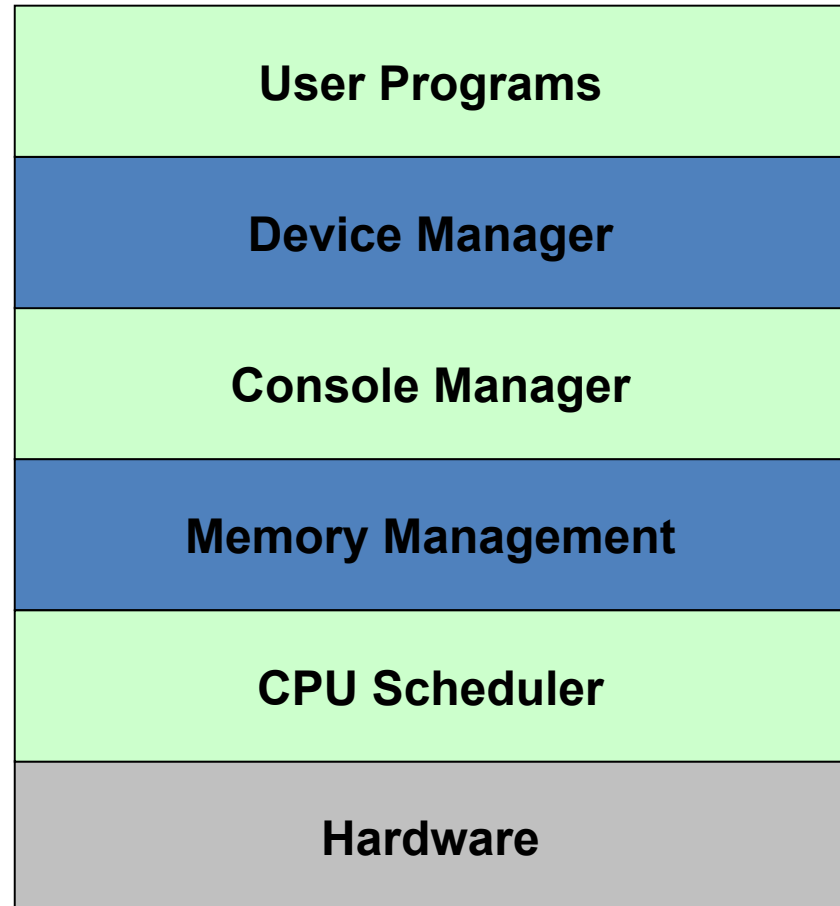 User Programs
Device Manager
Console Manager
Memory Management
CPU Scheduler
Hardware